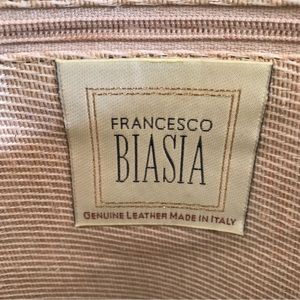 FRANCESCO
BIASIA
GENUINE LEATHER MADE IN ITALY